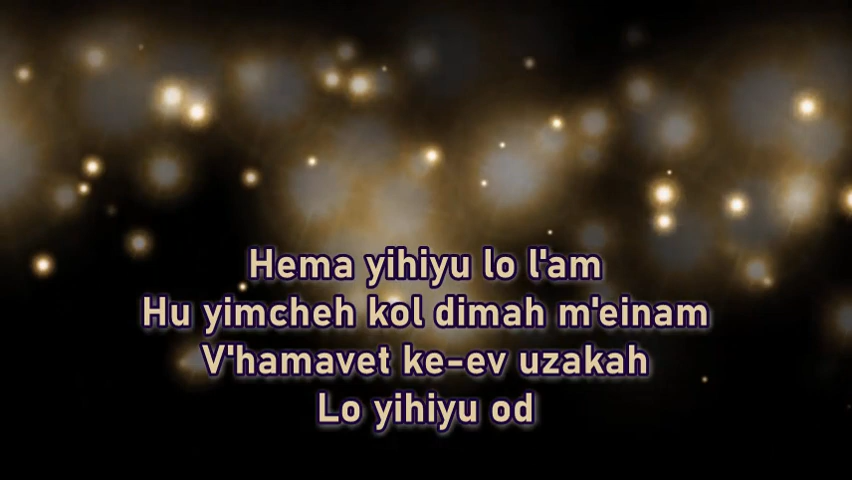 Hema yihiyu lo l'am
Hu yimcheh kol dimah m'einam
V'hamavet ke-ev uzakah
Lo yihiyu od